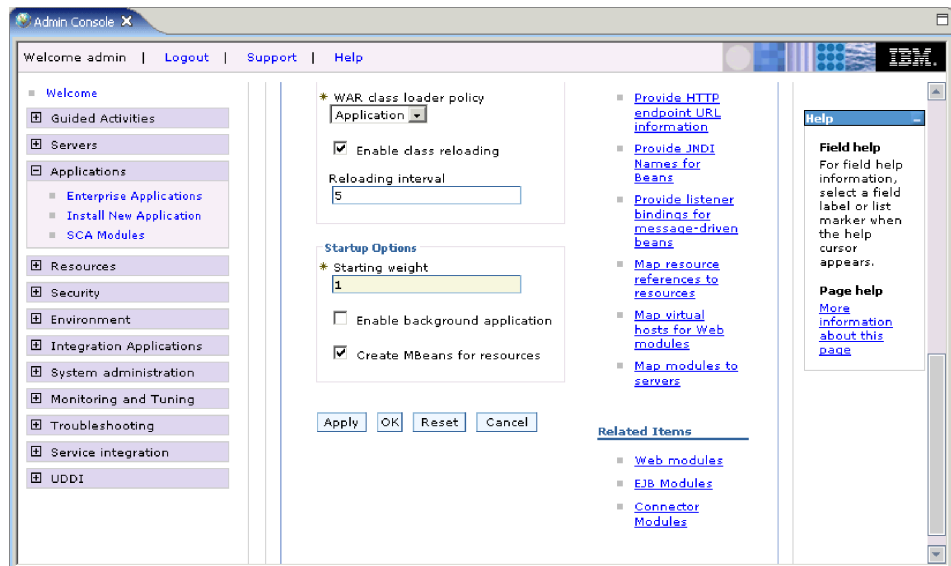 Admin Console
Welcome admin | Logout | Support | Help
IBM.
Welcome
Guided Activities
Servers
Applications
Enterprise Applications
Install New Application
SCA Modules
Resources
Security
Environment
Integration Applications
System administration
Monitoring and Tuning
Troubleshooting
Service integration
UDDI
* WAR class loader policy
Application
Enable class reloading
Reloading interval
5
Startup Options
* Starting weight
1
Enable background application
Create MBeans for resources
Apply OK Reset Cancel
Provide HTTP
endpoint URL
information
Provide JNDI
Names for
Beans
Provide listener
bindings for
message-driven
beans
Map resource
references to
resources
Map virtual
hosts for Web
modules
Map modules to
servers
Related Items
Web modules
EJB Modules
Connector
Modules
Help
Field help
For field help
information,
select a field
label or list
marker when
the help
cursor
appears.
Page help
More
information
about this
page